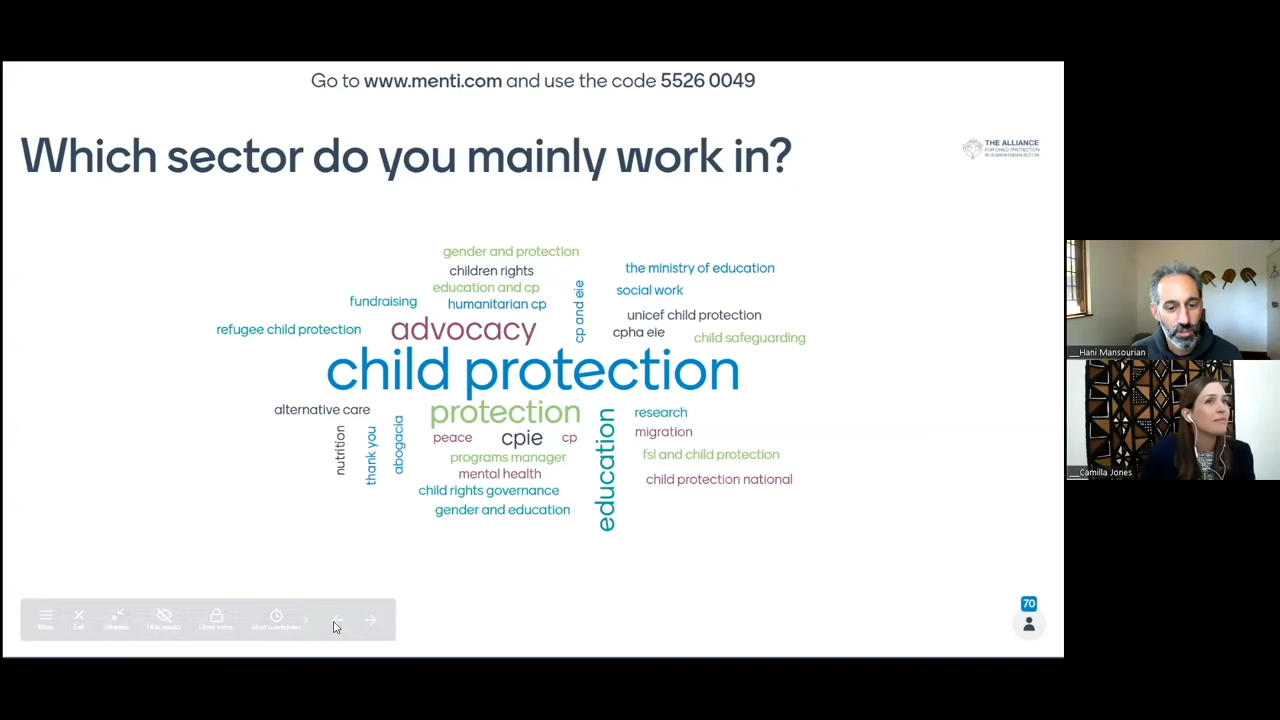 Go to www.menti.com and use the code 5526 0049
Which sector do you mainly work in?
THE ALLIANCE
FOR CHILD PROTECTION
IN HUMANITARIAN ACTION
gender and protection
children rights
the ministry of education
education and cp
social work
fundraising
humanitarian cp
cp and eie
unicef child protection
refugee child protection
advocacy
cpha eie
child safeguarding
child protection
alternative care
protection
education
research
nutrition
thank you
abogacia
peace
cpie
cp
migration
programs manager
fsl and child protection
mental health
child protection national
child rights governance
gender and education
Exit
70
__Hani Mansourian
__Camilla Jones